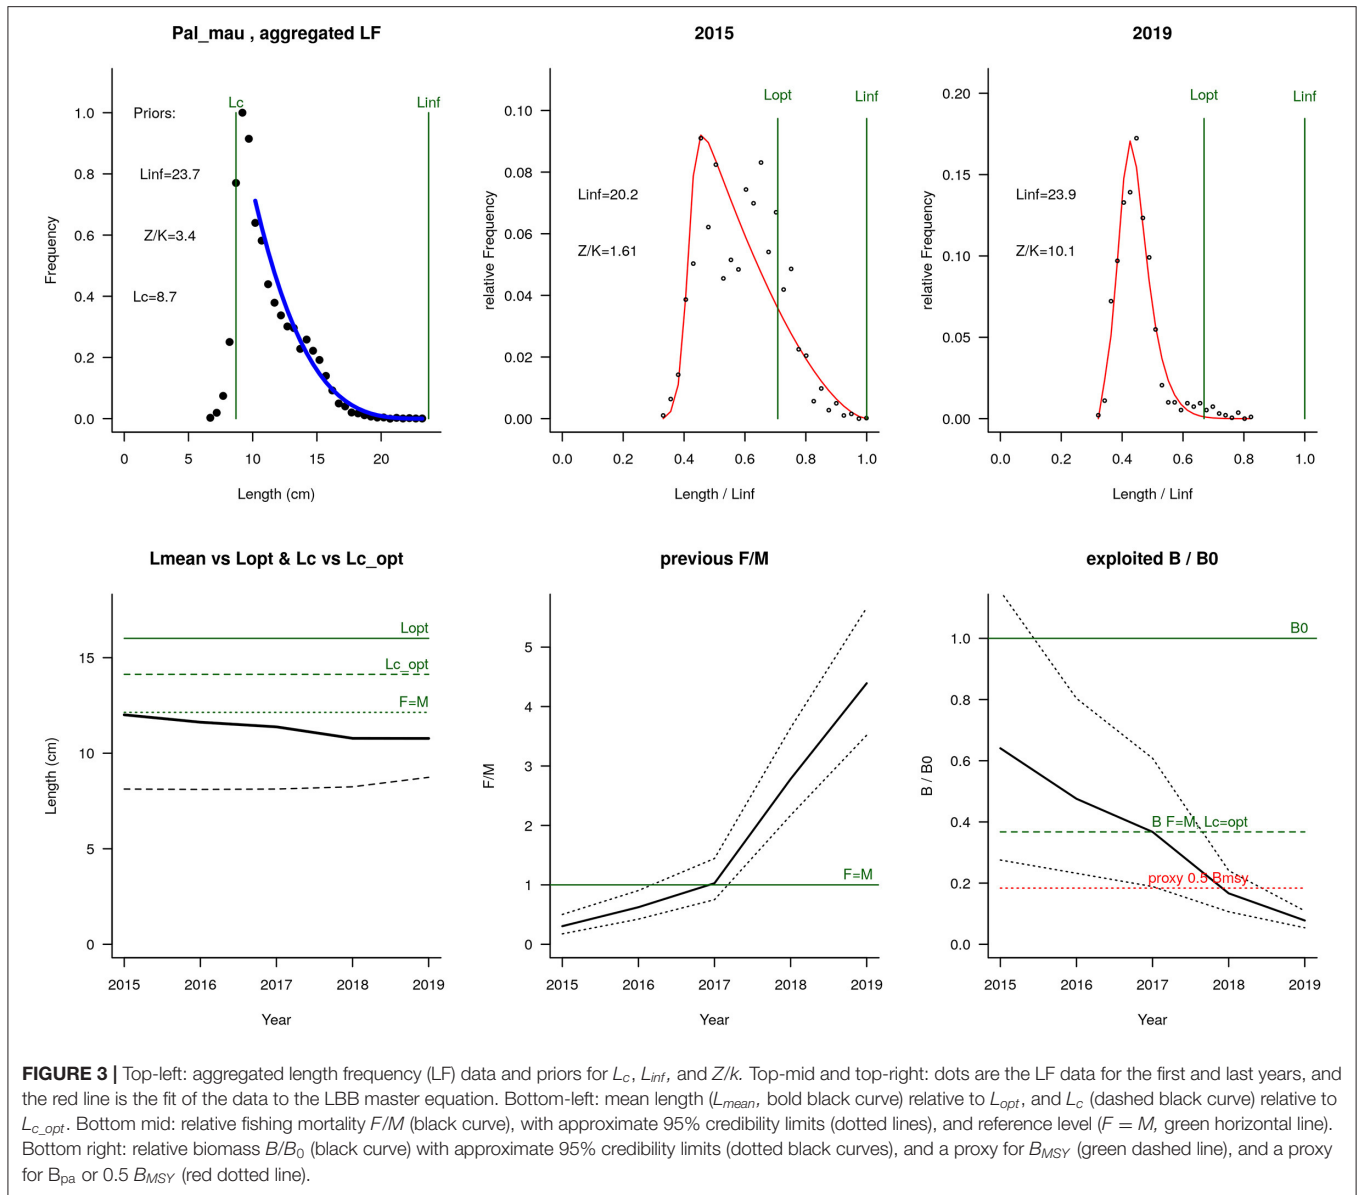 Pal_mau , aggregated LF
Frequency
1.0
0.8
0.6
0.4
0.2
0.0
Priors:
Linf=23.7
Z/K=3.4
Lc=8.7
Lc
Linf
0 5 10 15 20
Length (cm)
2015
relative Frequency
0.10
0.08
0.06
0.04
0.02
0.00
Linf=20.2
Z/K=1.61
Lopt
Linf
0.0 0.2 0.4 0.6 0.8 1.0
Length / Linf
2019
relative Frequency
0.20
0.15
0.10
0.05
0.00
Linf=23.9
Z/K=10.1
Lopt
Linf
0.0 0.2 0.4 0.6 0.8 1.0
Length / Linf
Lmean vs Lopt & Lc vs Lc_opt
Length (cm)
15
10
5
0
Lopt
Lc_opt
F=M
2015 2016 2017 2018 2019
Year
previous F/M
F/M
5
4
3
2
1
0
F=M
2015 2016 2017 2018 2019
Year
exploited B / B0
B / B0
1.0
0.8
0.6
0.4
0.2
0.0
B0
B F=M, Lc=opt
proxy 0.5 Bmsy
2015 2016 2017 2018 2019
Year
FIGURE 3 | Top-left: aggregated length frequency (LF) data and priors for Lc, Linf, and Z/k. Top-mid and top-right: dots are the LF data for the first and last years, and
the red line is the fit of the data to the LBB master equation. Bottom-left: mean length (Lmean, bold black curve) relative to Lopt, and Lc (dashed black curve) relative to
Lc_opt. Bottom mid: relative fishing mortality F/M (black curve), with approximate 95% credibility limits (dotted lines), and reference level (F = M, green horizontal line).
Bottom right: relative biomass B/B0 (black curve) with approximate 95% credibility limits (dotted black curves), and a proxy for BMSY (green dashed line), and a proxy
for Bpa or 0.5 BMSY (red dotted line).